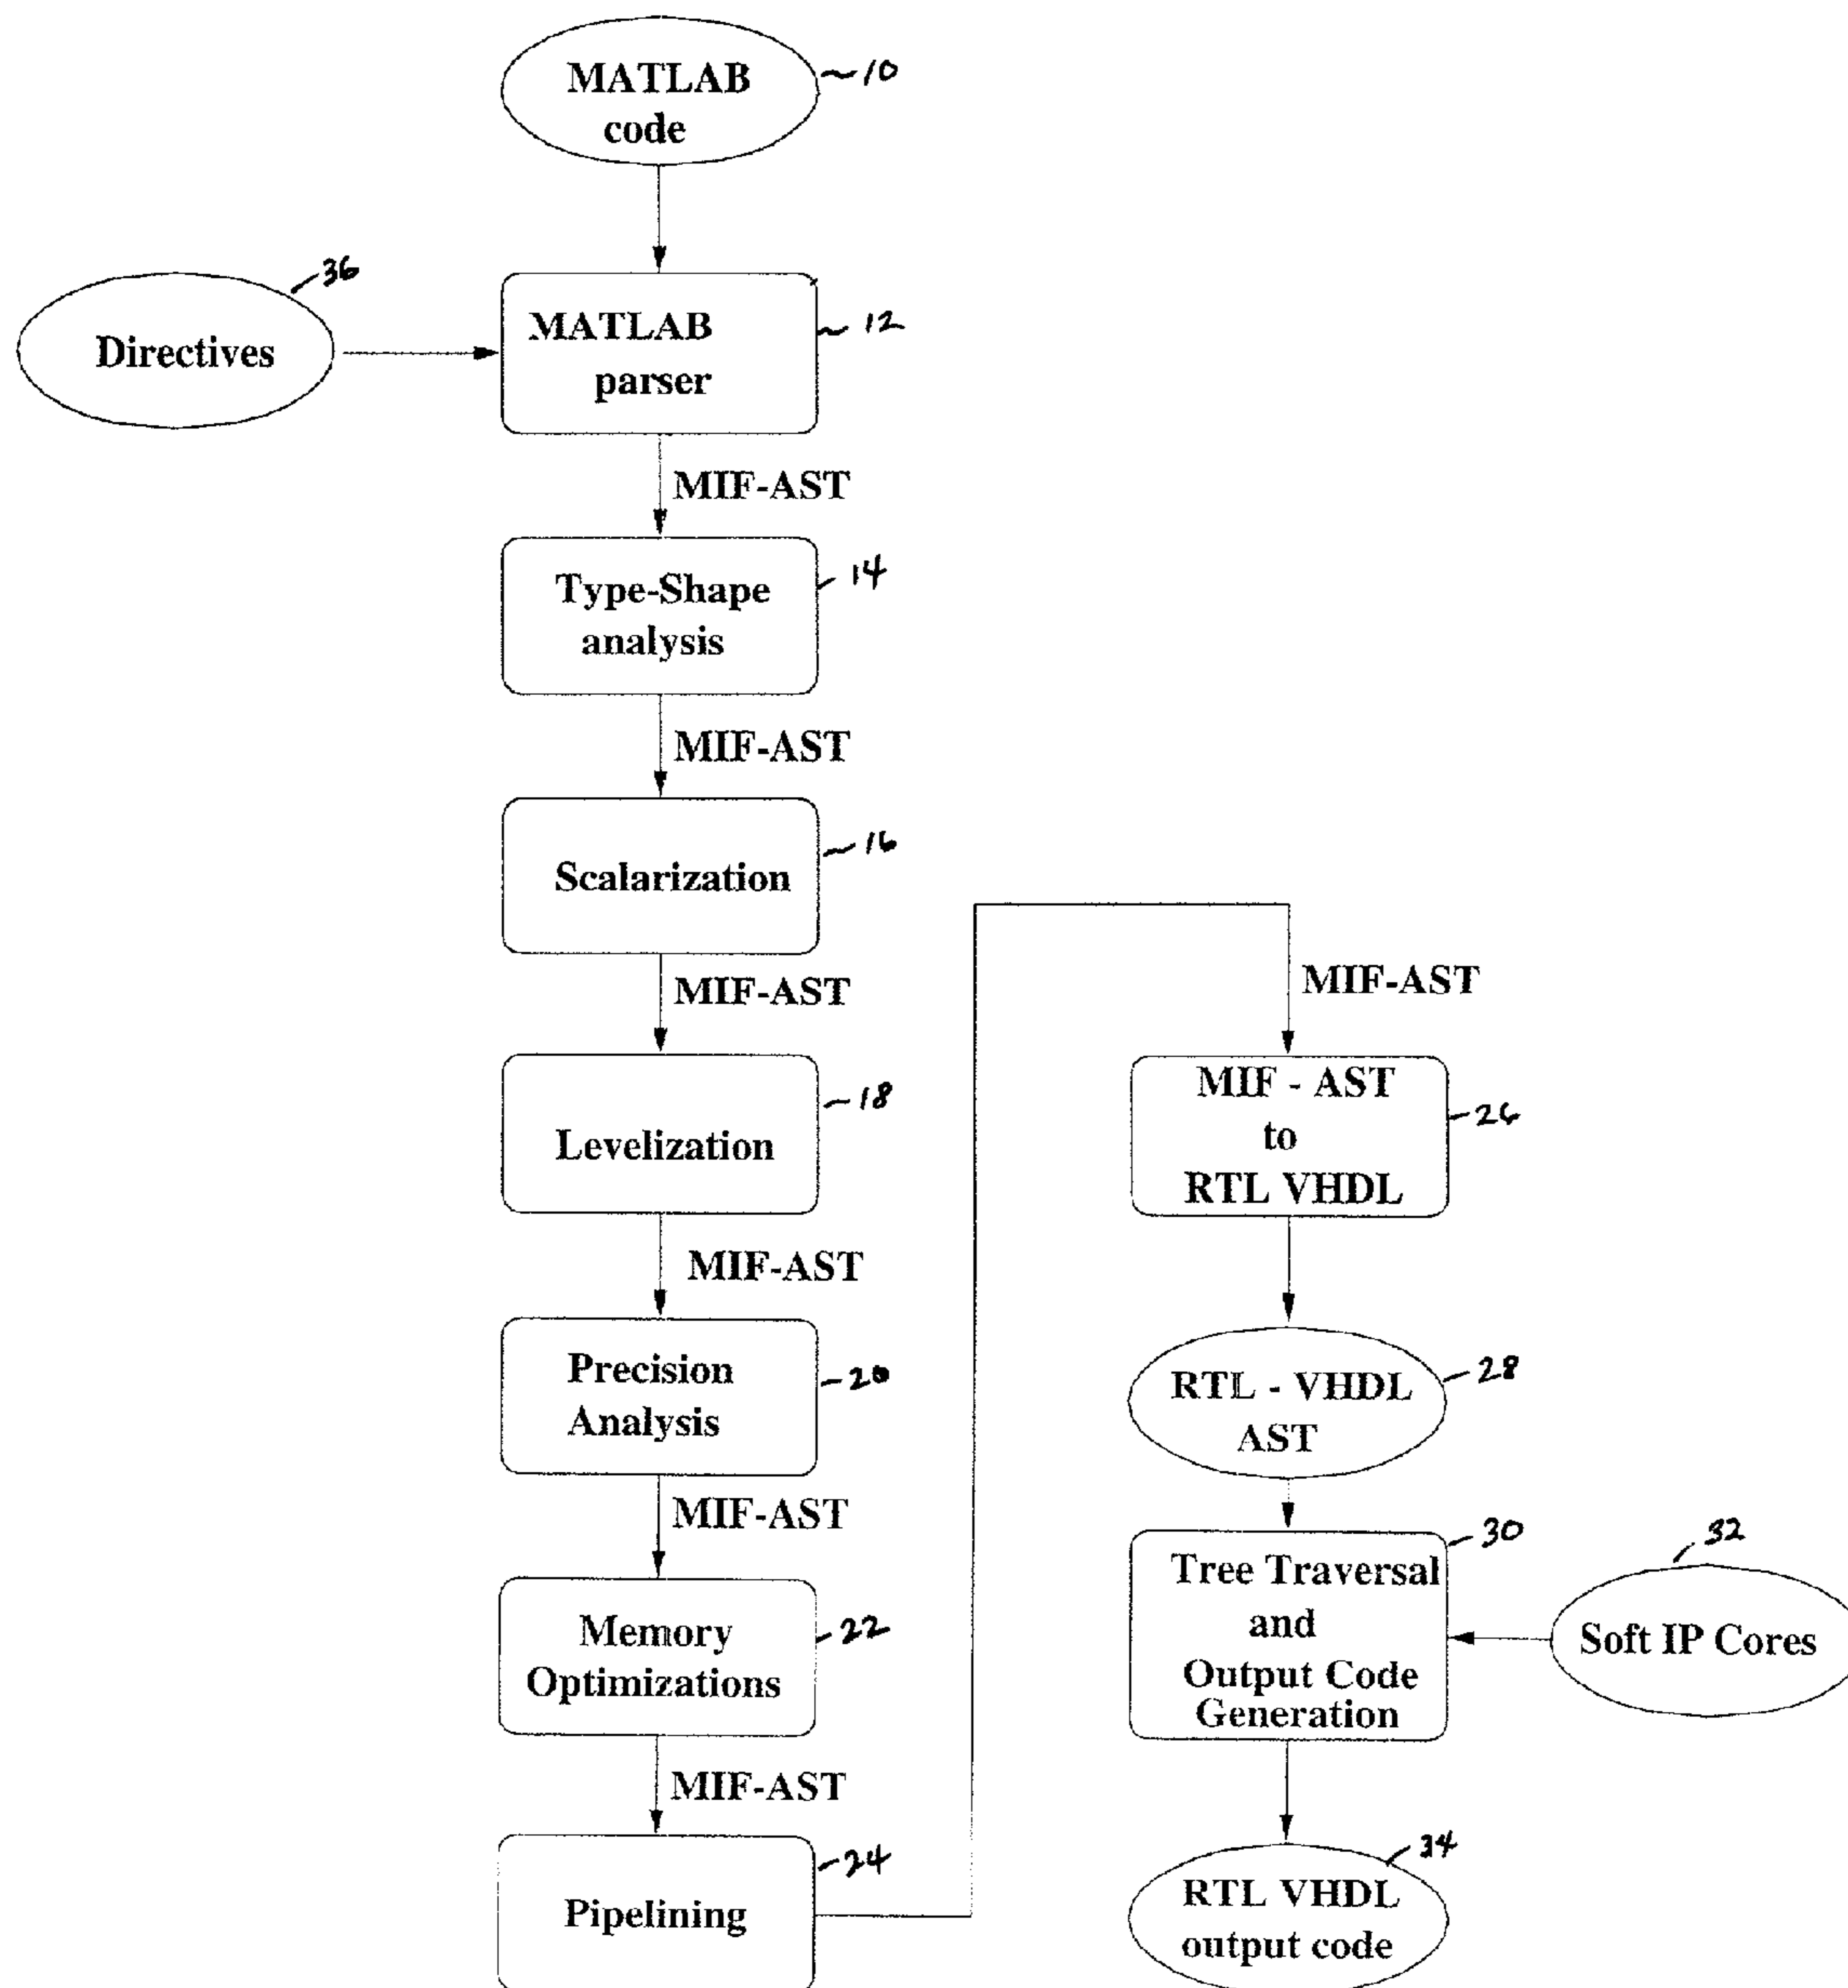 MATLAB
code
~10
36
Directives
MATLAB
parser
~12
MIF-AST
Type-Shape
analysis
14
MIF-AST
Scalarization
~16
MIF-AST
Levelization
~18
MIF-AST
Precision
Analysis
20
MIF-AST
Memory
Optimizations
22
MIF-AST
Pipelining
24
MIF-AST
MIF - AST
to
RTL VHDL
26
RTL - VHDL
AST
28
Tree Traversal
and
Output Code
Generation
30
32
Soft IP Cores
34
RTL VHDL
output code